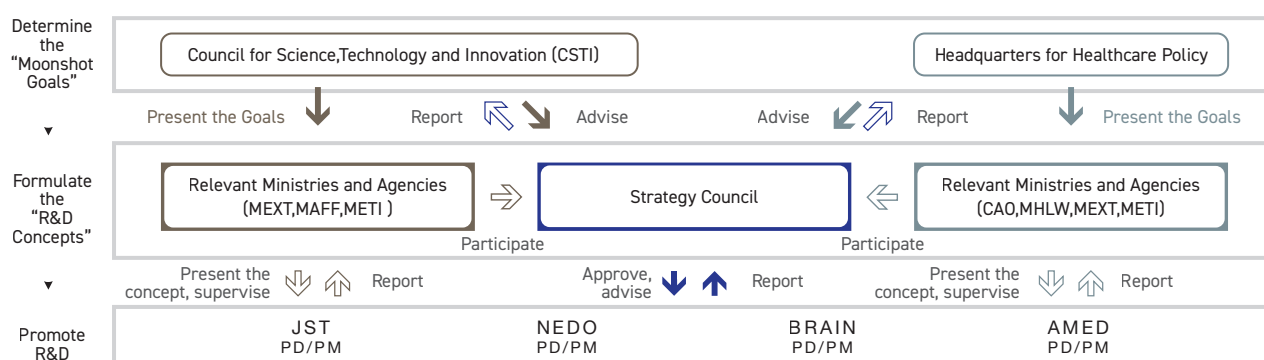 Determine
the
“Moonshot
Goals”
Council for Science,Technology and Innovation (CSTI)
Headquarters for Healthcare Policy
Present the Goals
Report
Advise
Advise
Report
Present the Goals
Formulate
the
“R&D
Concepts”
Relevant Ministries and Agencies
(MEXT,MAFF,METI )
Strategy Council
Relevant Ministries and Agencies
(CAO,MHLW,MEXT,METI)
Participate
Participate
Present the
concept, supervise
Report
Approve,
advise
Report
Present the
concept, supervise
Report
Promote
R&D
JST
PD/PM
NEDO
PD/PM
BRAIN
PD/PM
AMED
PD/PM